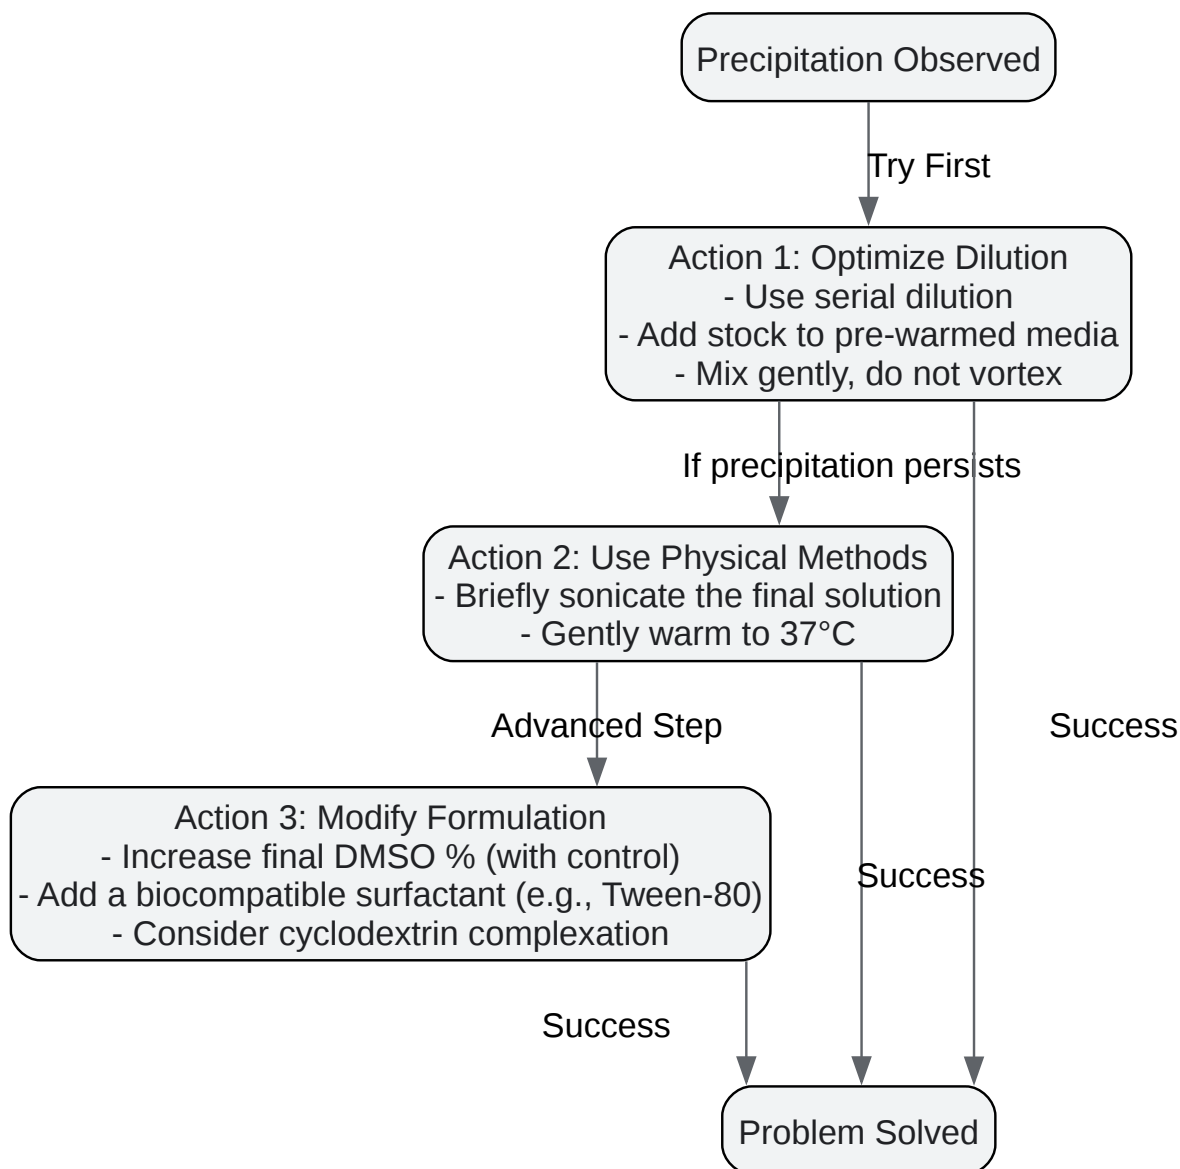 Precipitation Observed
Try First
Action 1: Optimize Dilution
- Use serial dilution
- Add stock to pre-warmed media
- Mix gently, do not vortex
If precipitation persists
Action 2: Use Physical Methods
- Briefly sonicate the final solution
- Gently warm to 37°C
Advanced Step
Success
Action 3: Modify Formulation
- Increase final DMSO % (with control)
- Add a biocompatible surfactant (e.g., Tween-80)
- Consider cyclodextrin complexation
Success
Success
Problem Solved